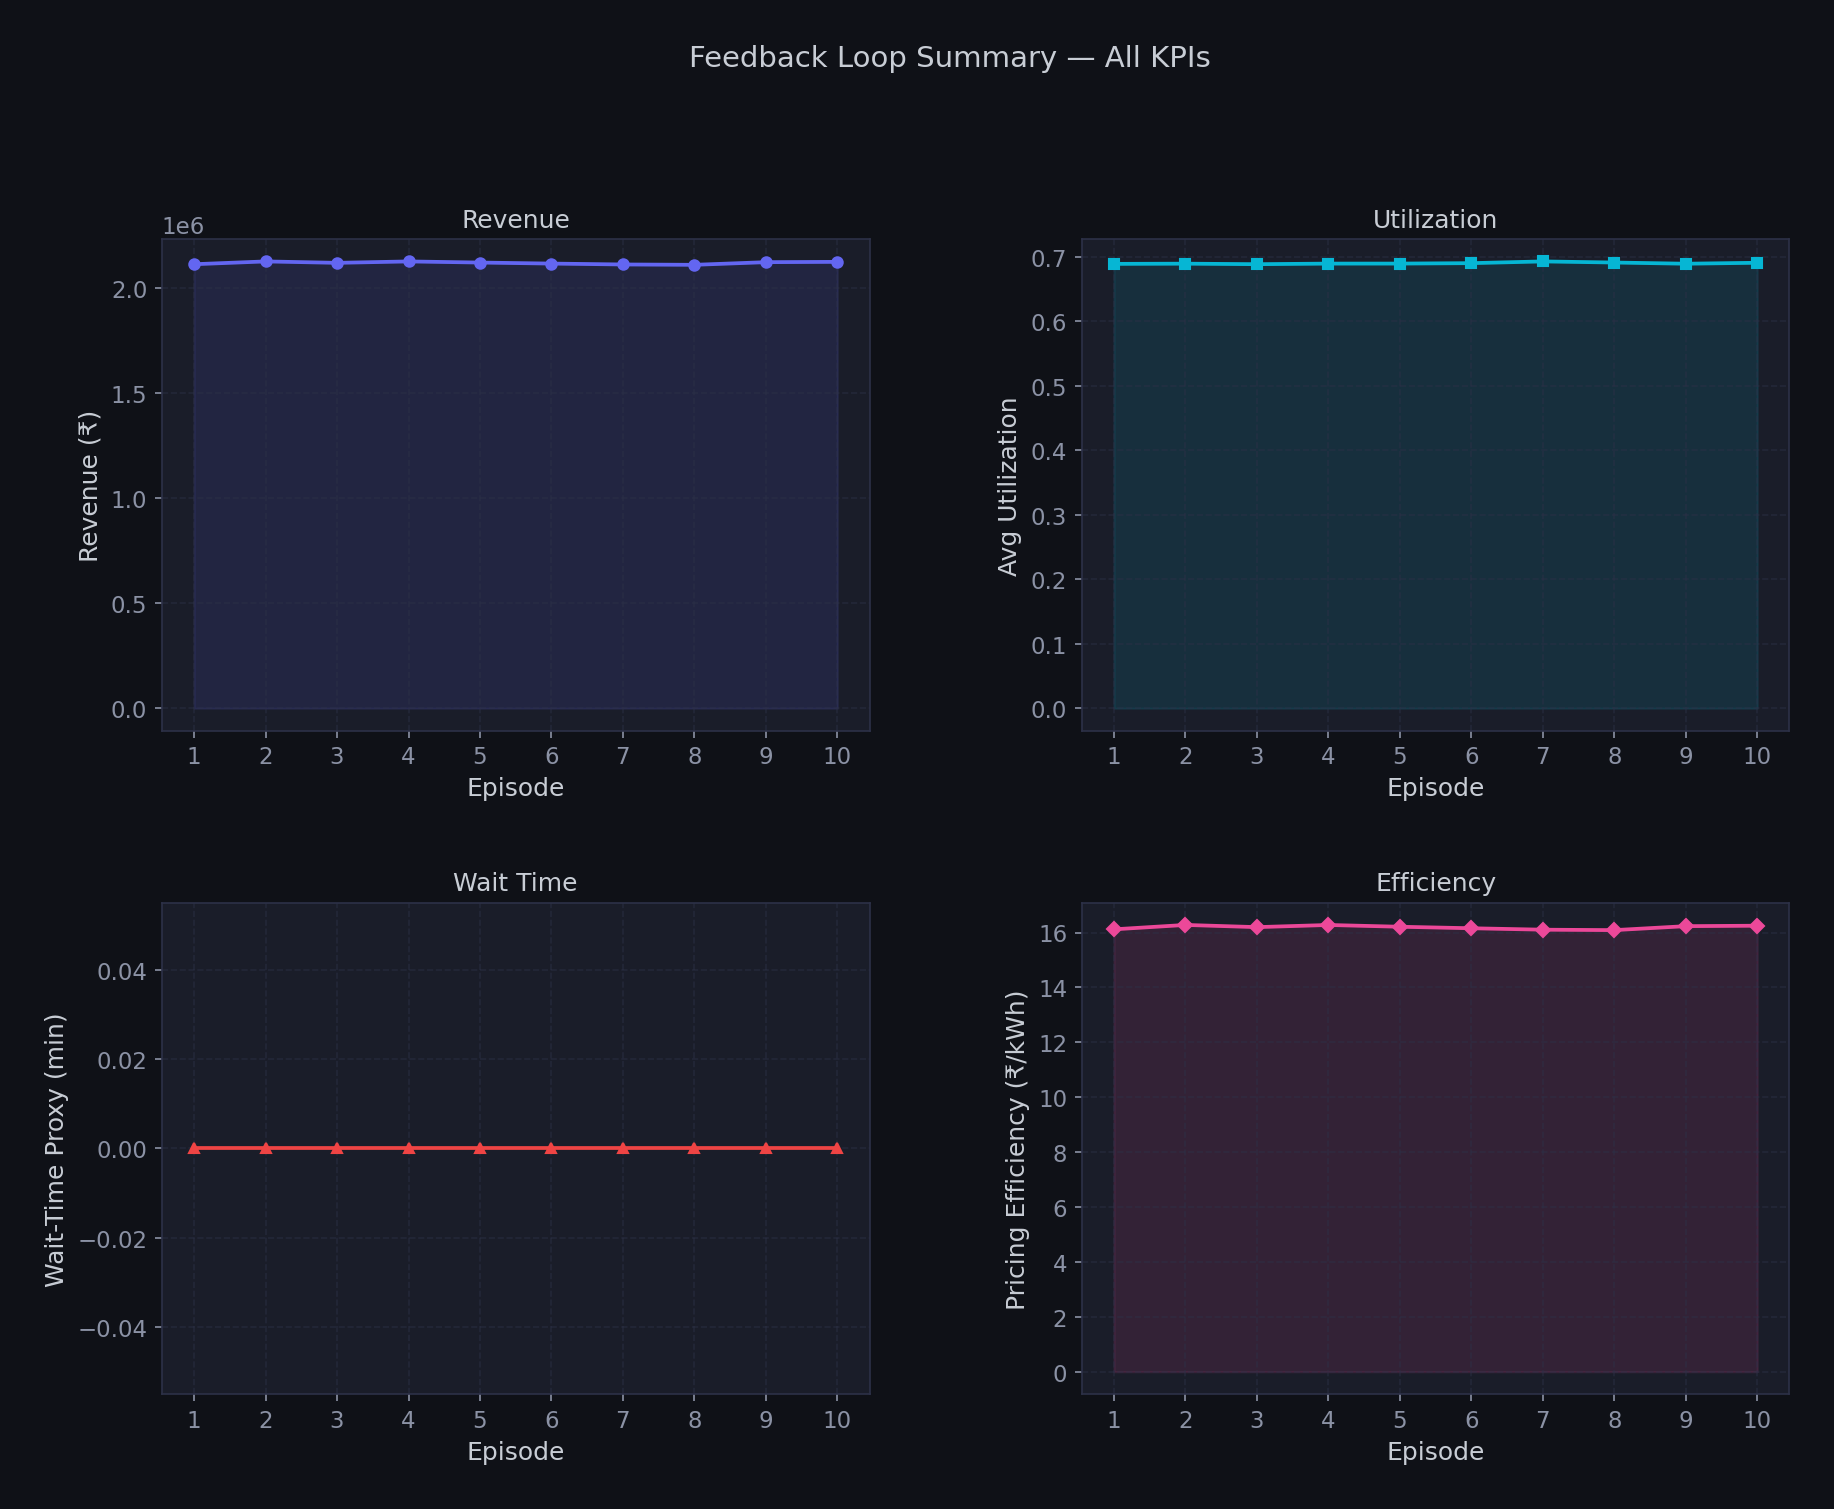 Feedback Loop Summary — All KPIs
Revenue
1e6
Revenue (₹)
2.0
1.5
1.0
0.5
0.0
1 2 3 4 5 6 7 8 9 10
Episode
Utilization
Avg Utilization
0.7
0.6
0.5
0.4
0.3
0.2
0.1
0.0
1 2 3 4 5 6 7 8 9 10
Episode
Wait Time
Wait-Time Proxy (min)
0.04
0.02
0.00
−0.02
−0.04
1 2 3 4 5 6 7 8 9 10
Episode
Efficiency
Pricing Efficiency (₹/kWh)
16
14
12
10
8
6
4
2
0
1 2 3 4 5 6 7 8 9 10
Episode